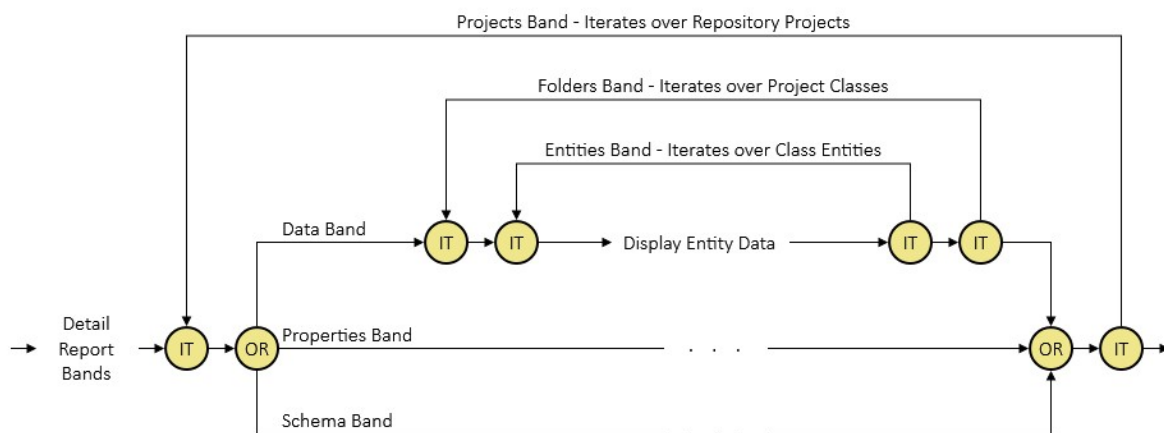 Projects Band - Iterates over Repository Projects
Folders Band - Iterates over Project Classes
Entities Band - Iterates over Class Entities
Data Band
IT
IT
Display Entity Data
IT
IT
Detail
Report
Bands
IT
OR
Properties Band
. . .
OR
IT
Schema Band